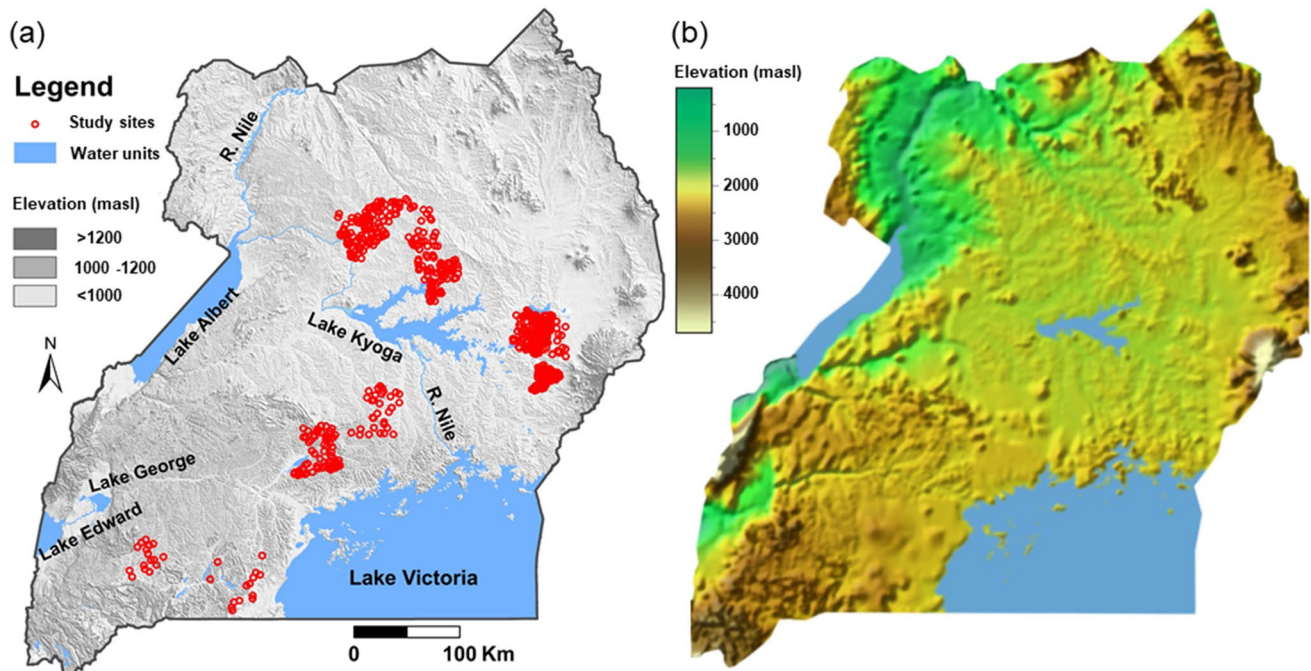 (a)
Legend
Study sites
Water units
Elevation (masl)
>1200
1000 -1200
<1000
N
R. Nile
Lake Albert
Lake Kyoga
R. Nile
Lake George
Lake Edward
Lake Victoria
0 100 Km
(b)
Elevation (masl)
1000
2000
3000
4000